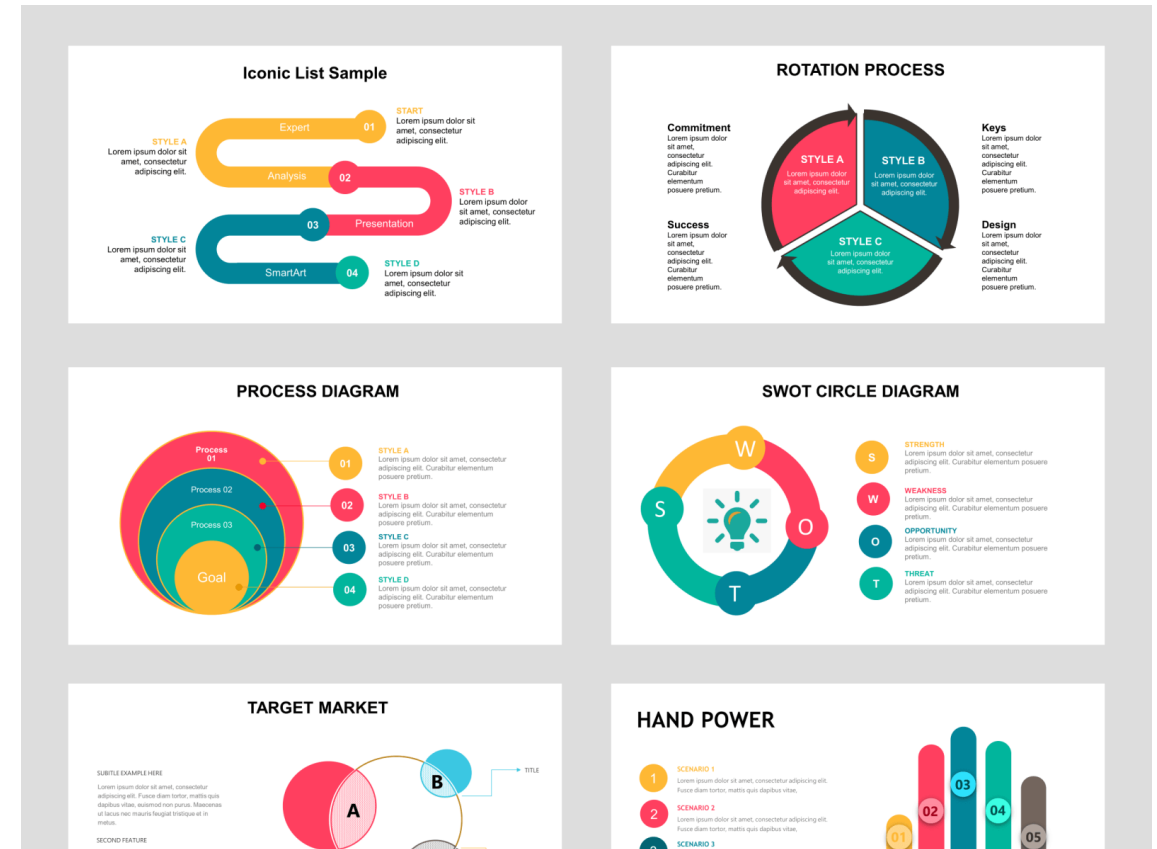 Iconic List Sample
START
Lorem ipsum dolor sit
amet, consectetur
adipiscing elit.
Expert
01
STYLE A
Lorem ipsum dolor sit
amet, consectetur
adipiscing elit.
Analysis
02
STYLE B
Lorem ipsum dolor
sit amet, consectetur
adipiscing elit.
03
Presentation
STYLE C
Lorem ipsum dolor sit
amet, consectetur
adipiscing elit.
SmartArt
04
STYLE D
Lorem ipsum dolor sit
amet, consectetur
adipiscing elit.
ROTATION PROCESS
Commitment
Lorem ipsum dolor
sit amet,
consectetur
adipiscing elit.
Curabitur
elementum
posuere pretium.
Success
Lorem ipsum dolor
sit amet,
consectetur
adipiscing elit.
Curabitur
elementum
posuere pretium.
STYLE A
Lorem ipsum dolor
sit amet, consectetur
adipiscing elit.
STYLE B
Lorem ipsum dolor
sit amet, consectetur
adipiscing elit.
STYLE C
Lorem ipsum dolor
sit amet, consectetur
adipiscing elit.
Keys
Lorem ipsum dolor
sit amet,
consectetur
adipiscing elit.
Curabitur
elementum
posuere pretium.
Design
Lorem ipsum dolor
sit amet,
consectetur
adipiscing elit.
Curabitur
elementum
posuere pretium.
PROCESS DIAGRAM
Process
01
Process 02
Process 03
Goal
01
STYLE A
Lorem ipsum dolor sit amet, consectetur
adipiscing elit. Curabitur elementum
posuere pretium.
02
STYLE B
Lorem ipsum dolor sit amet, consectetur
adipiscing elit. Curabitur elementum
posuere pretium.
03
STYLE C
Lorem ipsum dolor sit amet, consectetur
adipiscing elit. Curabitur elementum
posuere pretium.
04
STYLE D
Lorem ipsum dolor sit amet, consectetur
adipiscing elit. Curabitur elementum
posuere pretium.
SWOT CIRCLE DIAGRAM
W
S
O
T
S
STRENGTH
Lorem ipsum dolor sit amet, consectetur
adipiscing elit. Curabitur elementum posuere
pretium.
W
WEAKNESS
Lorem ipsum dolor sit amet, consectetur
adipiscing elit. Curabitur elementum posuere
pretium.
O
OPPORTUNITY
Lorem ipsum dolor sit amet, consectetur
adipiscing elit. Curabitur elementum posuere
pretium.
T
THREAT
Lorem ipsum dolor sit amet, consectetur
adipiscing elit. Curabitur elementum posuere
pretium.
TARGET MARKET
SUBITLE EXAMPLE HERE
Lorem ipsum dolor sit amet, consectetur
adipiscing elit. Fusce diam tortor, mattis quis
dapibus vitae, euismod non purus. Maecenas
ut lacus nec mauris feugiat tristique et in
metus.
SECOND FEATURE
A
B
TITLE
HAND POWER
1
SCENARIO 1
Lorem ipsum dolor sit amet, consectetur adipiscing elit.
Fusce diam tortor, mattis quis dapibus vitae,
2
SCENARIO 2
Lorem ipsum dolor sit amet, consectetur adipiscing elit.
Fusce diam tortor, mattis quis dapibus vitae,
SCENARIO 3
01
02
03
04
05